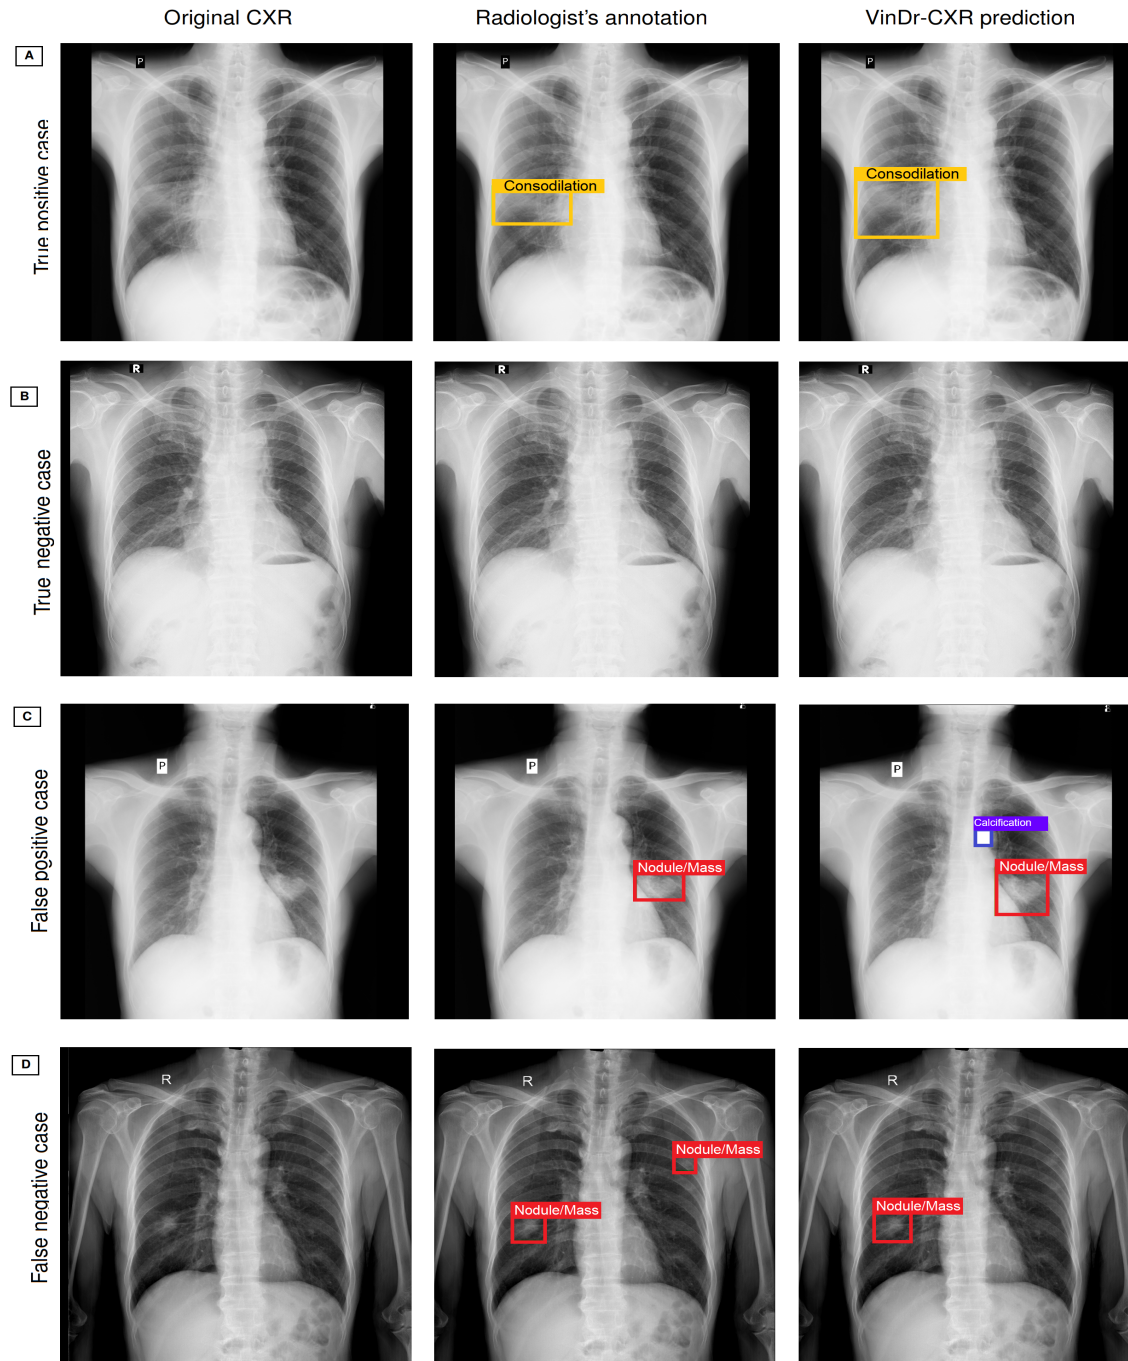 Original CXR
Radiologist's annotation
VinDr-CXR prediction
A
True positive case
P
P
Consodilation
P
Consodilation
B
True negative case
R
R
R
C
False positive case
P
P
Nodule/Mass
P
Calcification
Nodule/Mass
D
False negative case
R
R
Nodule/Mass
Nodule/Mass
R
Nodule/Mass